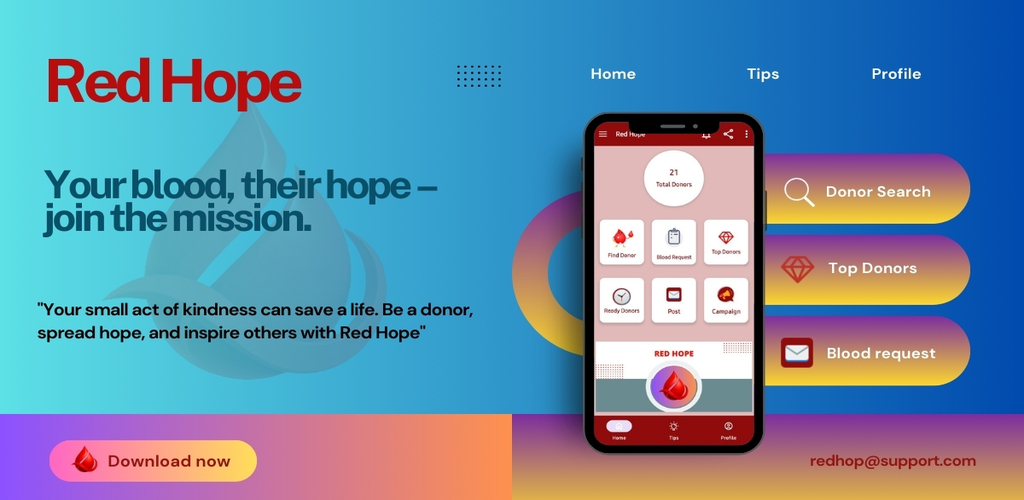 Red Hope
Home
Tips
Profile
Your blood, their hope –
join the mission.
"Your small act of kindness can save a life. Be a donor,
spread hope, and inspire others with Red Hope"
Download now
Red Hope
21
Total Donors
Find Donor
Blood Request
Top Donors
Ready Donors
Post
Campaign
RED HOPE
Home
Tips
Profile
Donor Search
Top Donors
Blood request
redhop@support.com